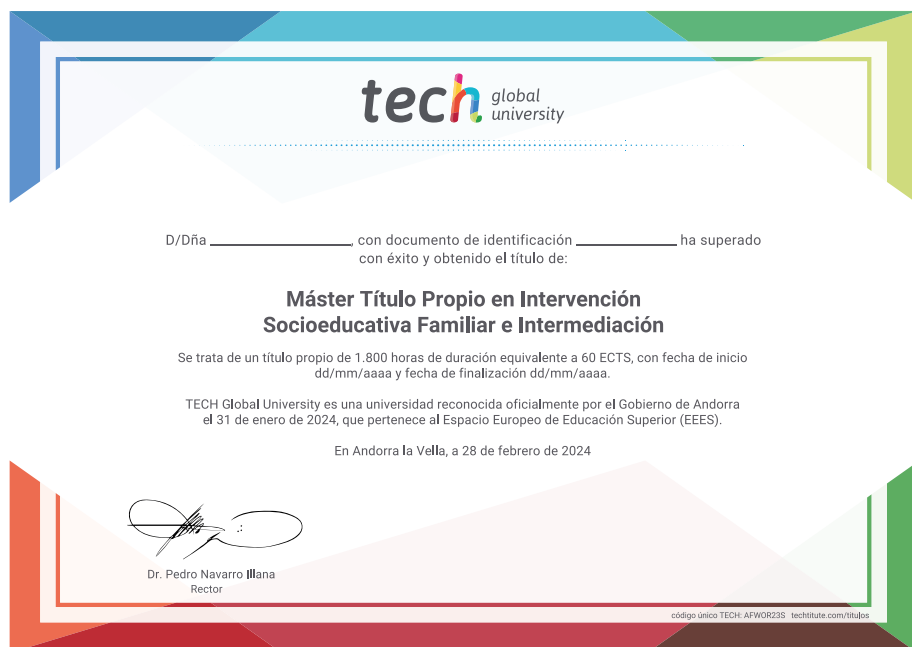 tech global
university
D/Dña ____________________, con documento de identificación ______________ ha superado
con éxito y obtenido el título de:
Máster Título Propio en Intervención
Socioeducativa Familiar e Intermediación
Se trata de un título propio de 1.800 horas de duración equivalente a 60 ECTS, con fecha de inicio
dd/mm/aaaa y fecha de finalización dd/mm/aaaa.
TECH Global University es una universidad reconocida oficialmente por el Gobierno de Andorra
el 31 de enero de 2024, que pertenece al Espacio Europeo de Educación Superior (EEES).
En Andorra la Vella, a 28 de febrero de 2024
Dr. Pedro Navarro Illana
Rector
código único TECH: AFWOR23S techtitute.com/titulos